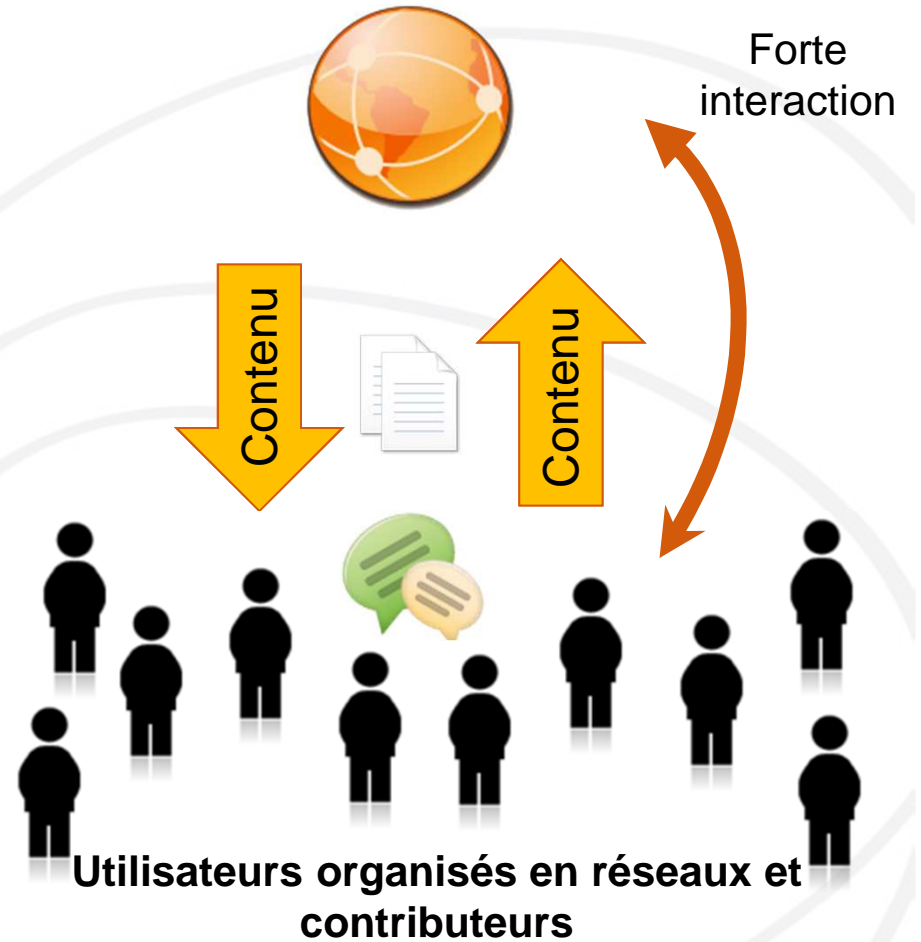 Forte
interaction
Contenu
Contenu
Utilisateurs organisés en réseaux et
contributeurs